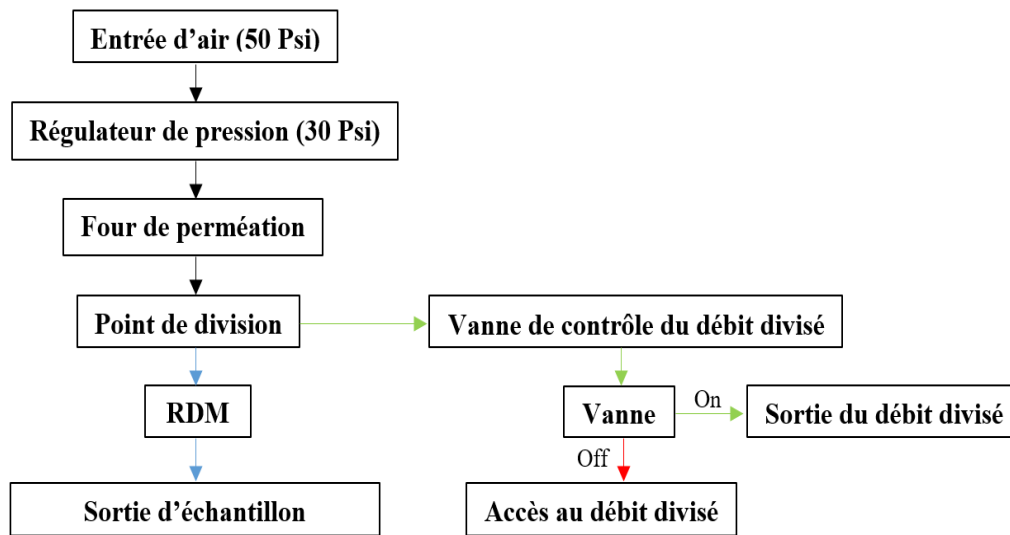 Entrée d’air (50 Psi)
Régulateur de pression (30 Psi)
Four de perméation
Point de division
Vanne de contrôle du débit divisé
RDM
Vanne
On
Sortie du débit divisé
Off
Sortie d’échantillon
Accès au débit divisé